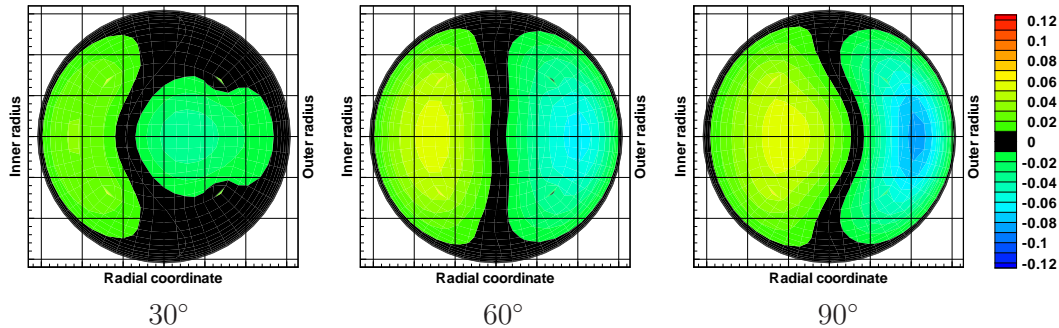 Inner radius
Outer radius
Radial coordinate
30°
Inner radius
Outer radius
Radial coordinate
60°
Inner radius
Outer radius
Radial coordinate
90°
0.12
0.1
0.08
0.06
0.04
0.02
0
-0.02
-0.04
-0.06
-0.08
-0.1
-0.12